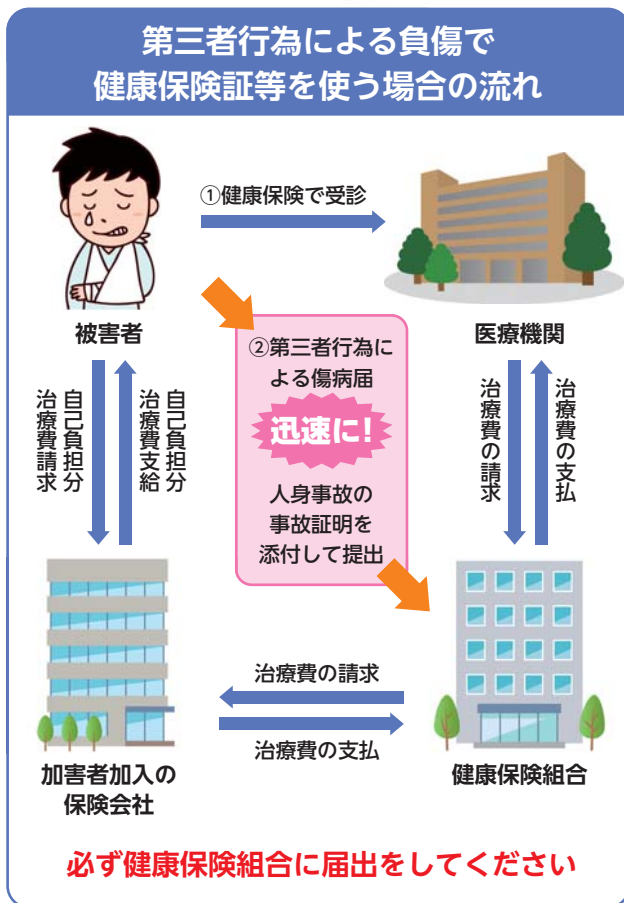 第三者行為による負傷で
健康保険証等を使う場合の流れ
①健康保険で受診
被害者
医療機関
②第三者行為に
よる傷病届
迅速に!
人身事故の
事故証明を
添付して提出
自己負担分
治療費請求
自己負担分
治療費支給
治療費の請求
治療費の支払
治療費の請求
治療費の支払
加害者加入の
保険会社
健康保険組合
必ず健康保険組合に届出をしてください